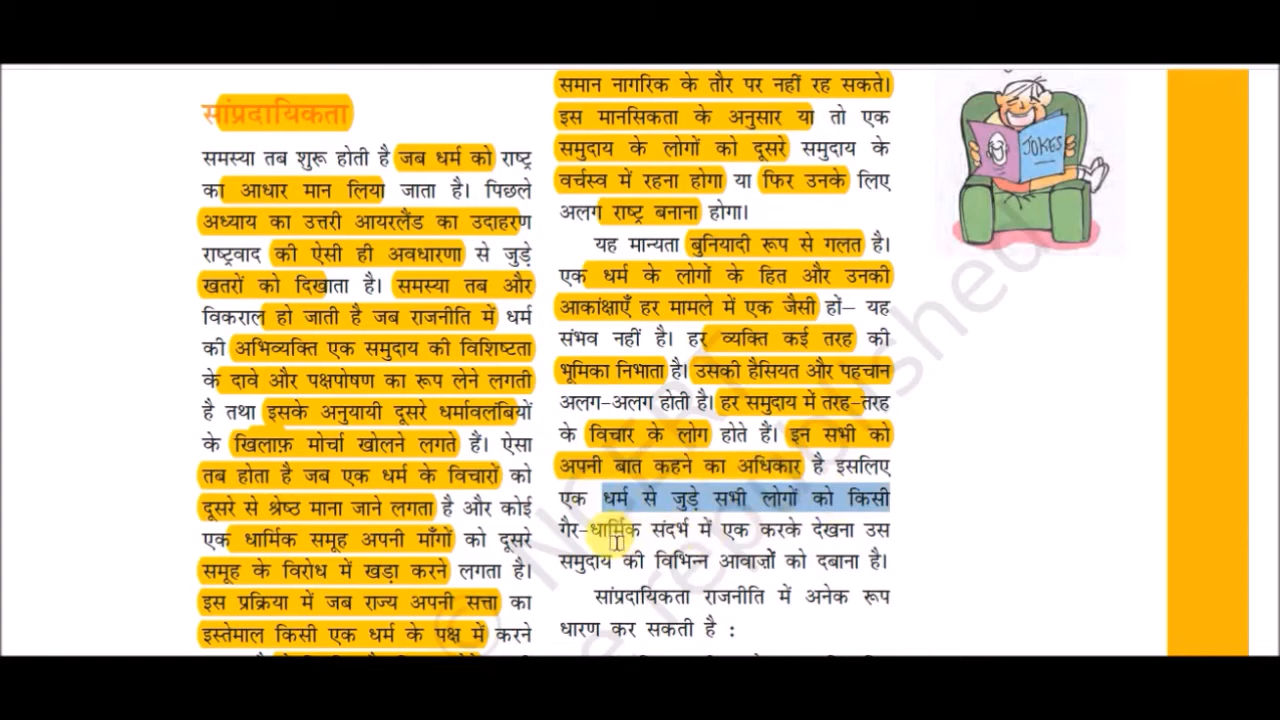 सांप्रदायिकता
समस्या तब शुरू होती है जब धर्म को राष्ट्र
का आधार मान लिया जाता है। पिछले
अध्याय का उत्तरी आयरलैंड का उदाहरण
राष्ट्रवाद की ऐसी ही अवधारणा से जुड़े
खतरों को दिखाता है। समस्या तब और
विकराल हो जाती है जब राजनीति में धर्म
की अभिव्यक्ति एक समुदाय की विशिष्टता
के दावे और पक्षपोषण का रूप लेने लगती
है तथा इसके अनुयायी दूसरे धर्मावलंबियों
के खिलाफ़ मोर्चा खोलने लगते हैं। ऐसा
तब होता है जब एक धर्म के विचारों को
दूसरे से श्रेष्ठ माना जाने लगता है और कोई
एक धार्मिक समूह अपनी माँगों को दूसरे
समूह के विरोध में खड़ा करने लगता है।
इस प्रक्रिया में जब राज्य अपनी सत्ता का
इस्तेमाल किसी एक धर्म के पक्ष में करने
समान नागरिक के तौर पर नहीं रह सकते।
इस मानसिकता के अनुसार या तो एक
समुदाय के लोगों को दूसरे समुदाय के
वर्चस्व में रहना होगा या फिर उनके लिए
अलग राष्ट्र बनाना होगा।
यह मान्यता बुनियादी रूप से गलत है।
एक धर्म के लोगों के हित और उनकी
आकांक्षाएँ हर मामले में एक जैसी हों– यह
संभव नहीं है। हर व्यक्ति कई तरह की
भूमिका निभाता है। उसकी हैसियत और पहचान
अलग-अलग होती है। हर समुदाय में तरह-तरह
के विचार के लोग होते हैं। इन सभी को
अपनी बात कहने का अधिकार है इसलिए
एक धर्म से जुड़े सभी लोगों को किसी
गैर-धार्मिक संदर्भ में एक करके देखना उस
समुदाय की विभिन्न आवाज़ों को दबाना है।
सांप्रदायिकता राजनीति में अनेक रूप
धारण कर सकती है :
JOKES